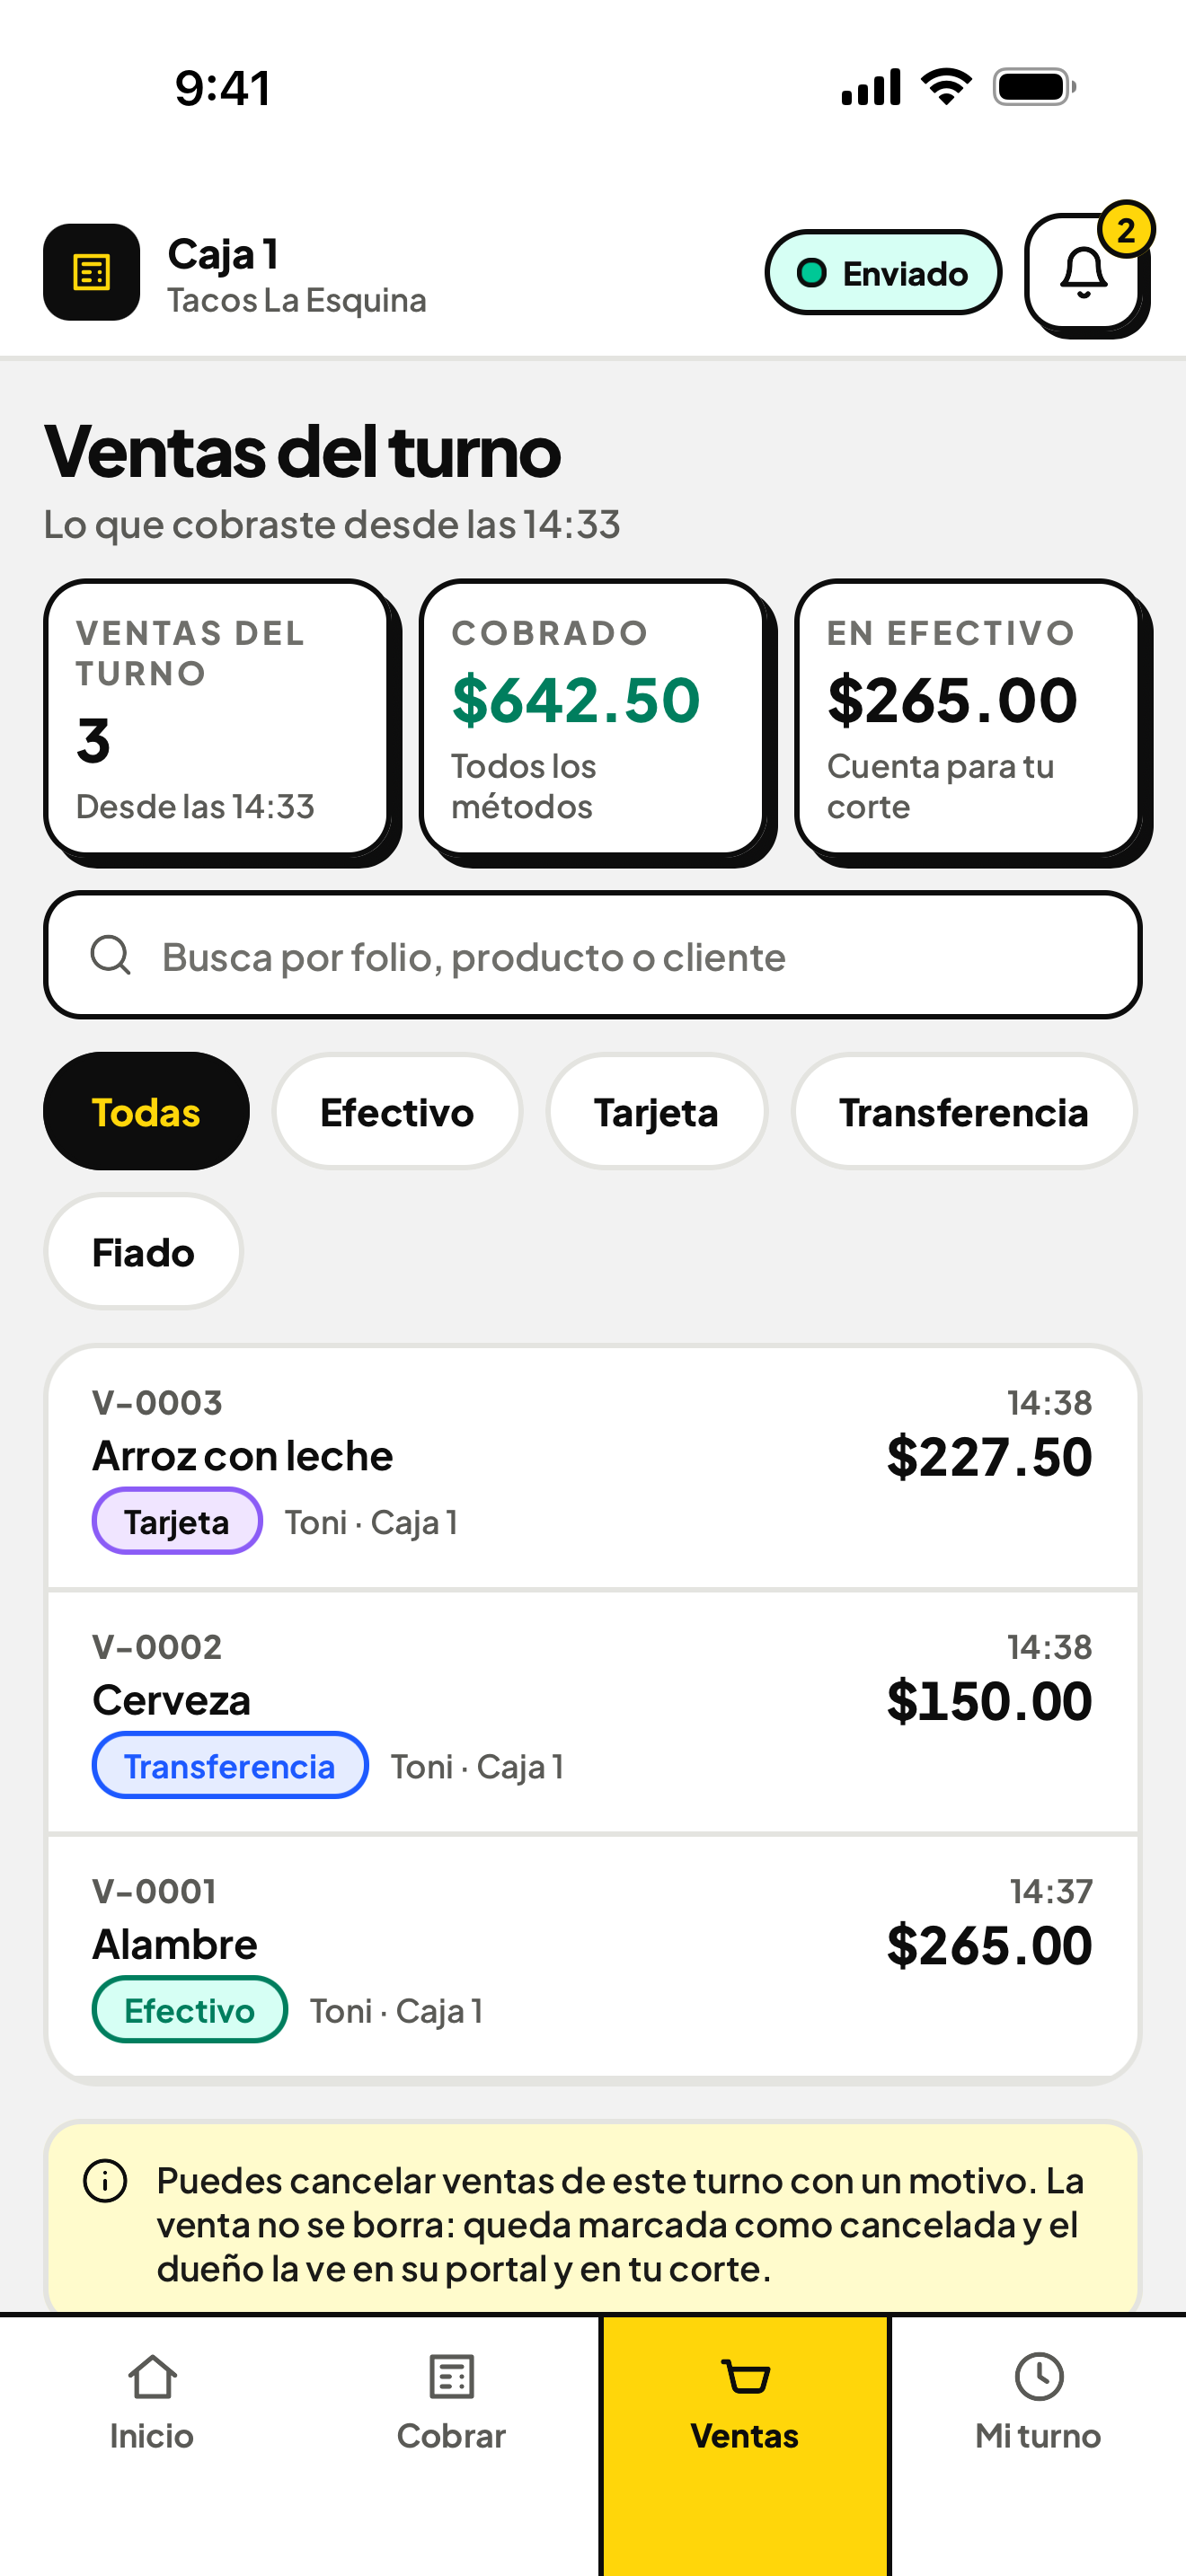 9:41
Caja 1
Tacos La Esquina
Enviado
2
Ventas del turno
Lo que cobraste desde las 14:33
VENTAS DEL
TURNO
3
Desde las 14:33
COBRADO
$642.50
Todos los
métodos
EN EFECTIVO
$265.00
Cuenta para tu
corte
Busca por folio, producto o cliente
Todas
Efectivo
Tarjeta
Transferencia
Fiado
V-0003
14:38
Arroz con leche
$227.50
Tarjeta
Toni · Caja 1
V-0002
14:38
Cerveza
$150.00
Transferencia
Toni · Caja 1
V-0001
14:37
Alambre
$265.00
Efectivo
Toni · Caja 1
Puedes cancelar ventas de este turno con un motivo. La
venta no se borra: queda marcada como cancelada y el
dueño la ve en su portal y en tu corte.
Inicio
Cobrar
Ventas
Mi turno